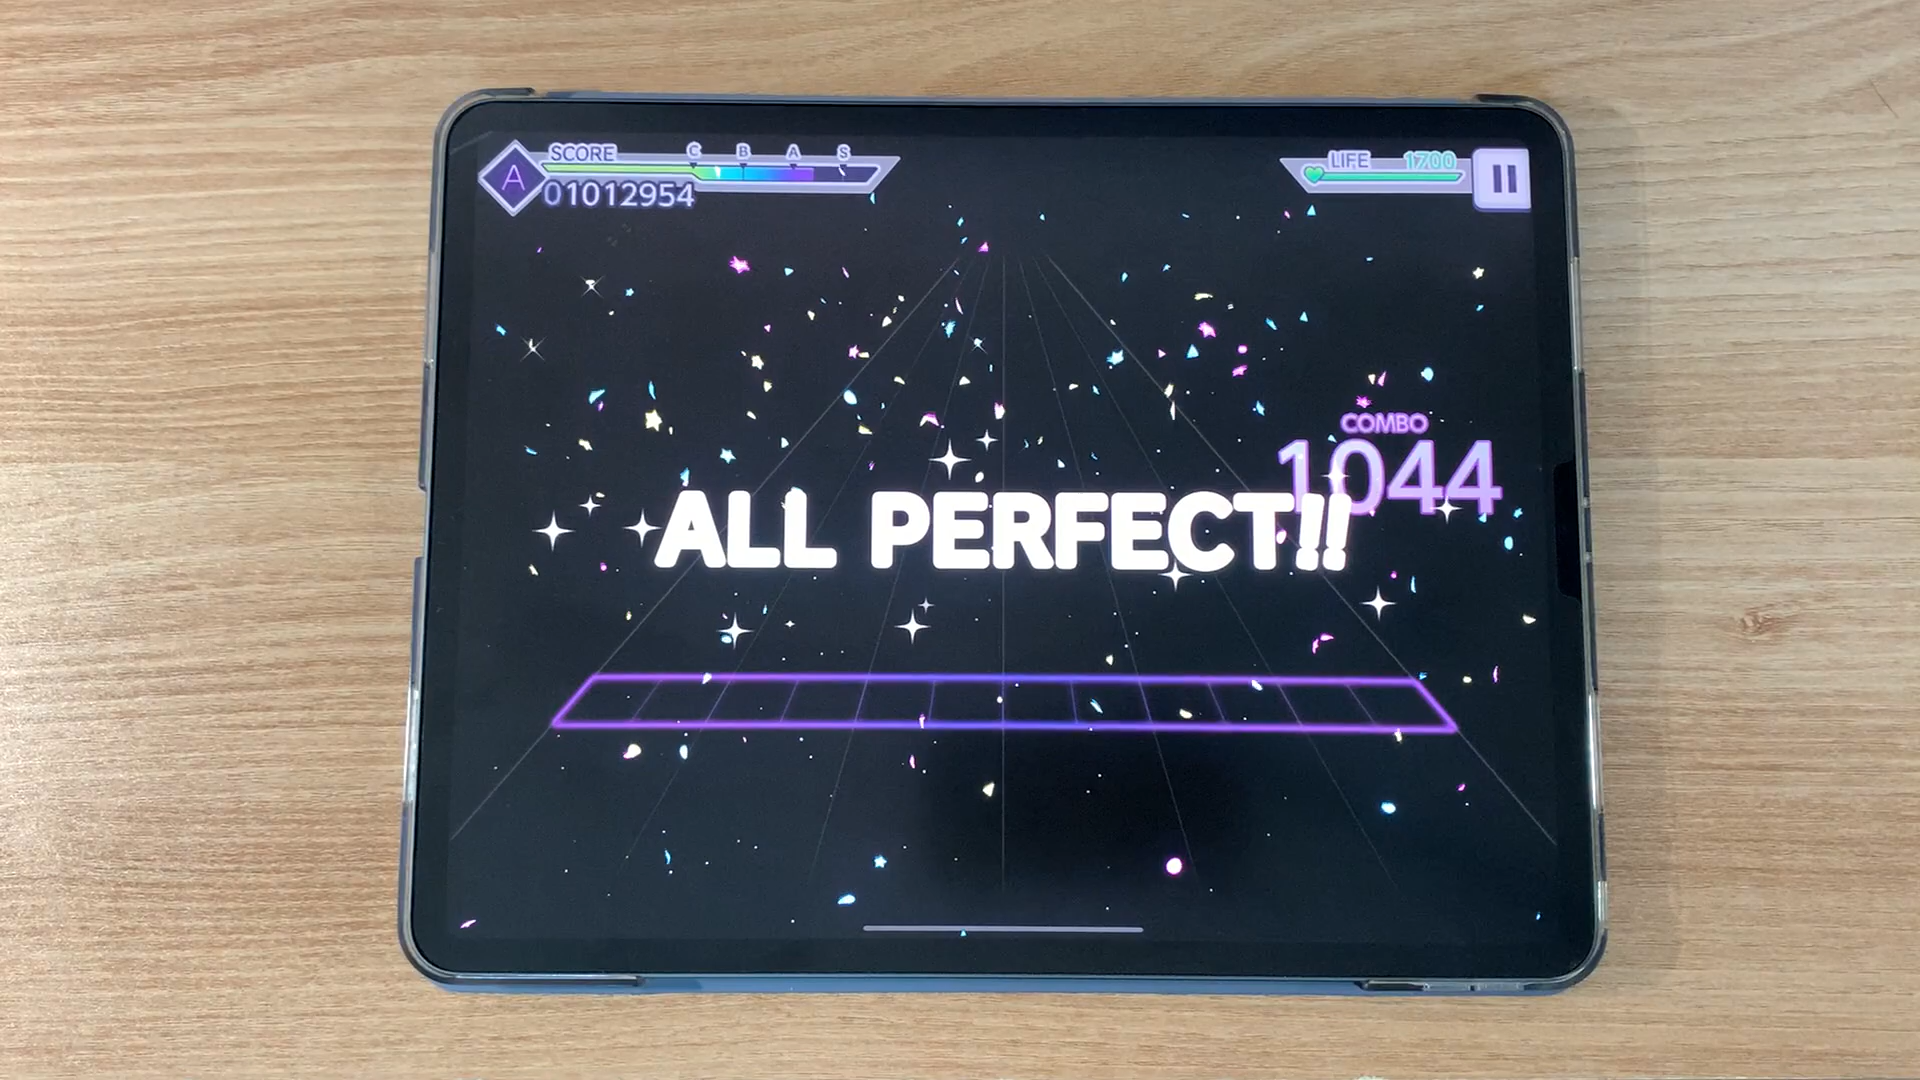 SCORE
C B A S
A
01012954
LIFE 1700
COMBO
1044
ALL PERFECT!!